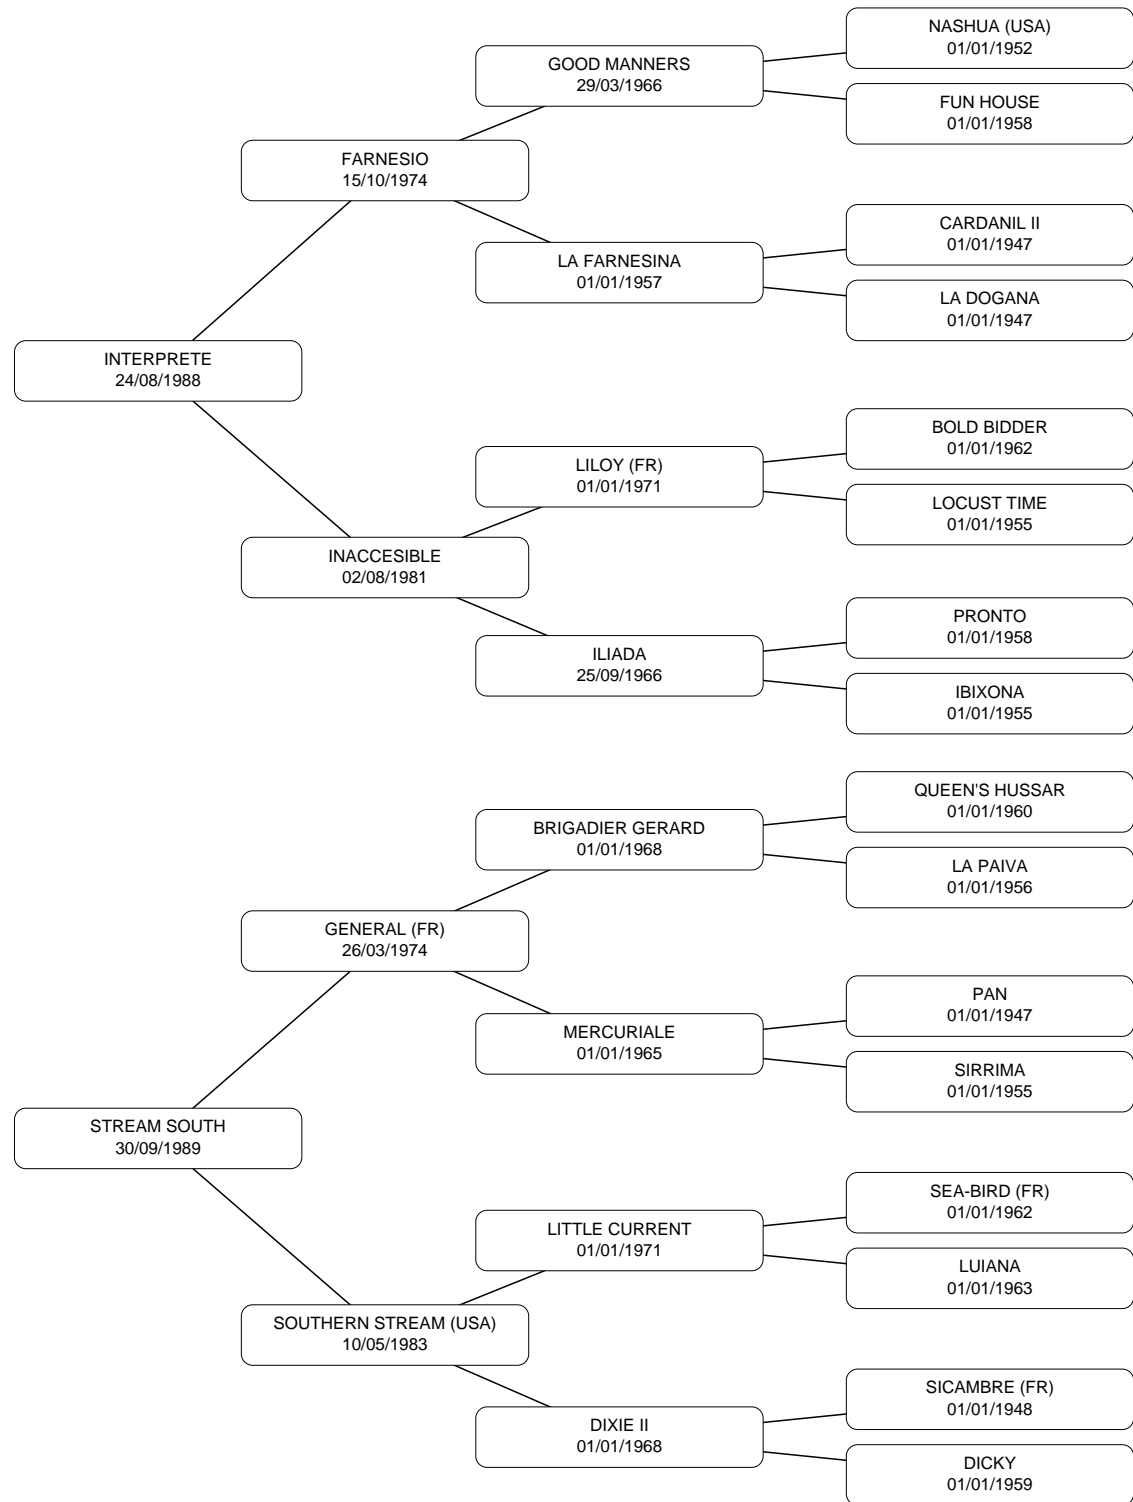 NASHUA (USA)
01/01/1952
GOOD MANNERS
29/03/1966
FUN HOUSE
01/01/1958
FARNESIO
15/10/1974
CARDANIL II
01/01/1947
LA FARNESINA
01/01/1957
LA DOGANA
01/01/1947
INTERPRETE
24/08/1988
BOLD BIDDER
01/01/1962
LILOY (FR)
01/01/1971
LOCUST TIME
01/01/1955
INACCESIBLE
02/08/1981
PRONTO
01/01/1958
ILIADA
25/09/1966
IBIXONA
01/01/1955
QUEEN'S HUSSAR
01/01/1960
BRIGADIER GERARD
01/01/1968
LA PAIVA
01/01/1956
GENERAL (FR)
26/03/1974
PAN
01/01/1947
MERCURIALE
01/01/1965
SIRRIMA
01/01/1955
STREAM SOUTH
30/09/1989
SEA-BIRD (FR)
01/01/1962
LITTLE CURRENT
01/01/1971
LUIANA
01/01/1963
SOUTHERN STREAM (USA)
10/05/1983
SICAMBRE (FR)
01/01/1948
DIXIE II
01/01/1968
DICKY
01/01/1959